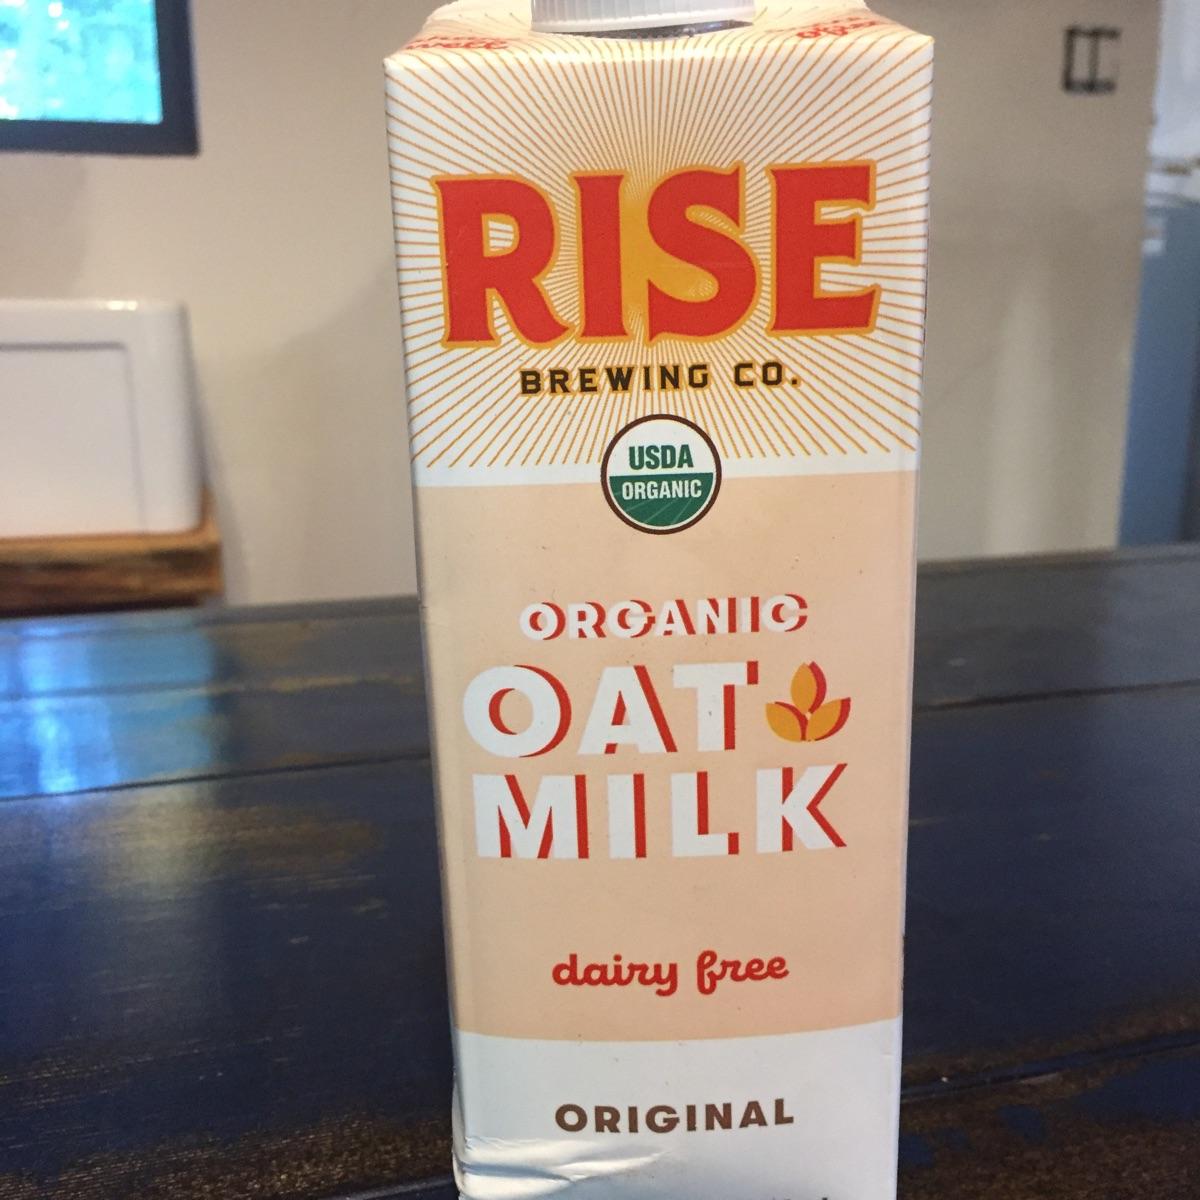 RISE
BREWING CO.
USDA
ORGANIC
ORGANIC
OAT
MILK
dairy free
ORIGINAL